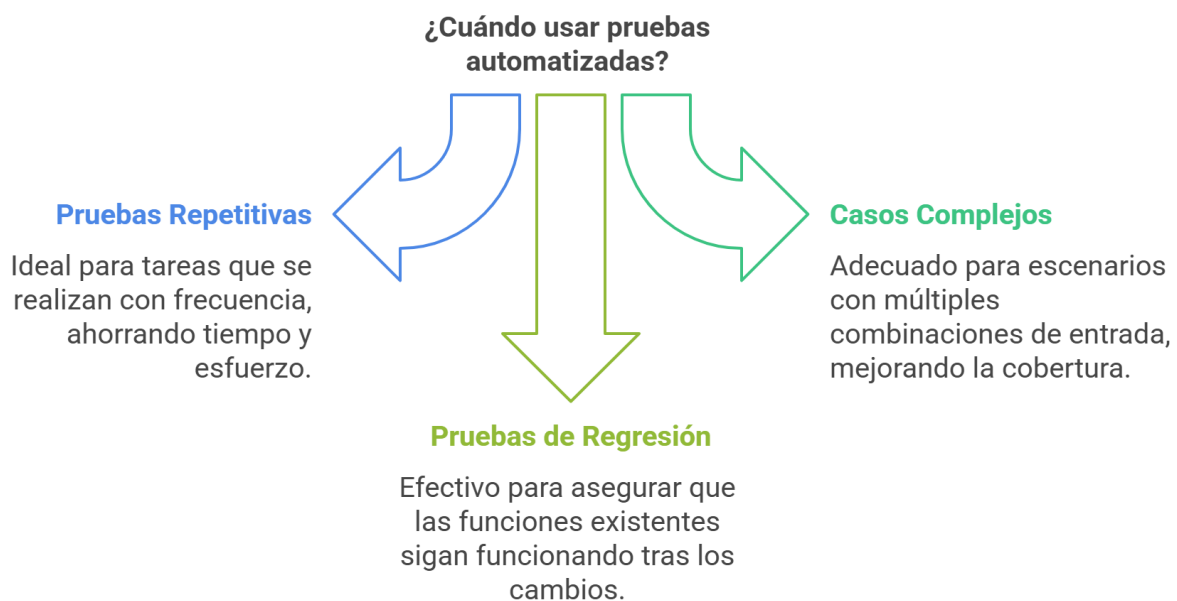 ¿Cuándo usar pruebas
automatizadas?
Pruebas Repetitivas
Ideal para tareas que se
realizan con frecuencia,
ahorrando tiempo y
esfuerzo.
Casos Complejos
Adecuado para escenarios
con múltiples
combinaciones de entrada,
mejorando la cobertura.
Pruebas de Regresión
Efectivo para asegurar que
las funciones existentes
sigan funcionando tras los
cambios.